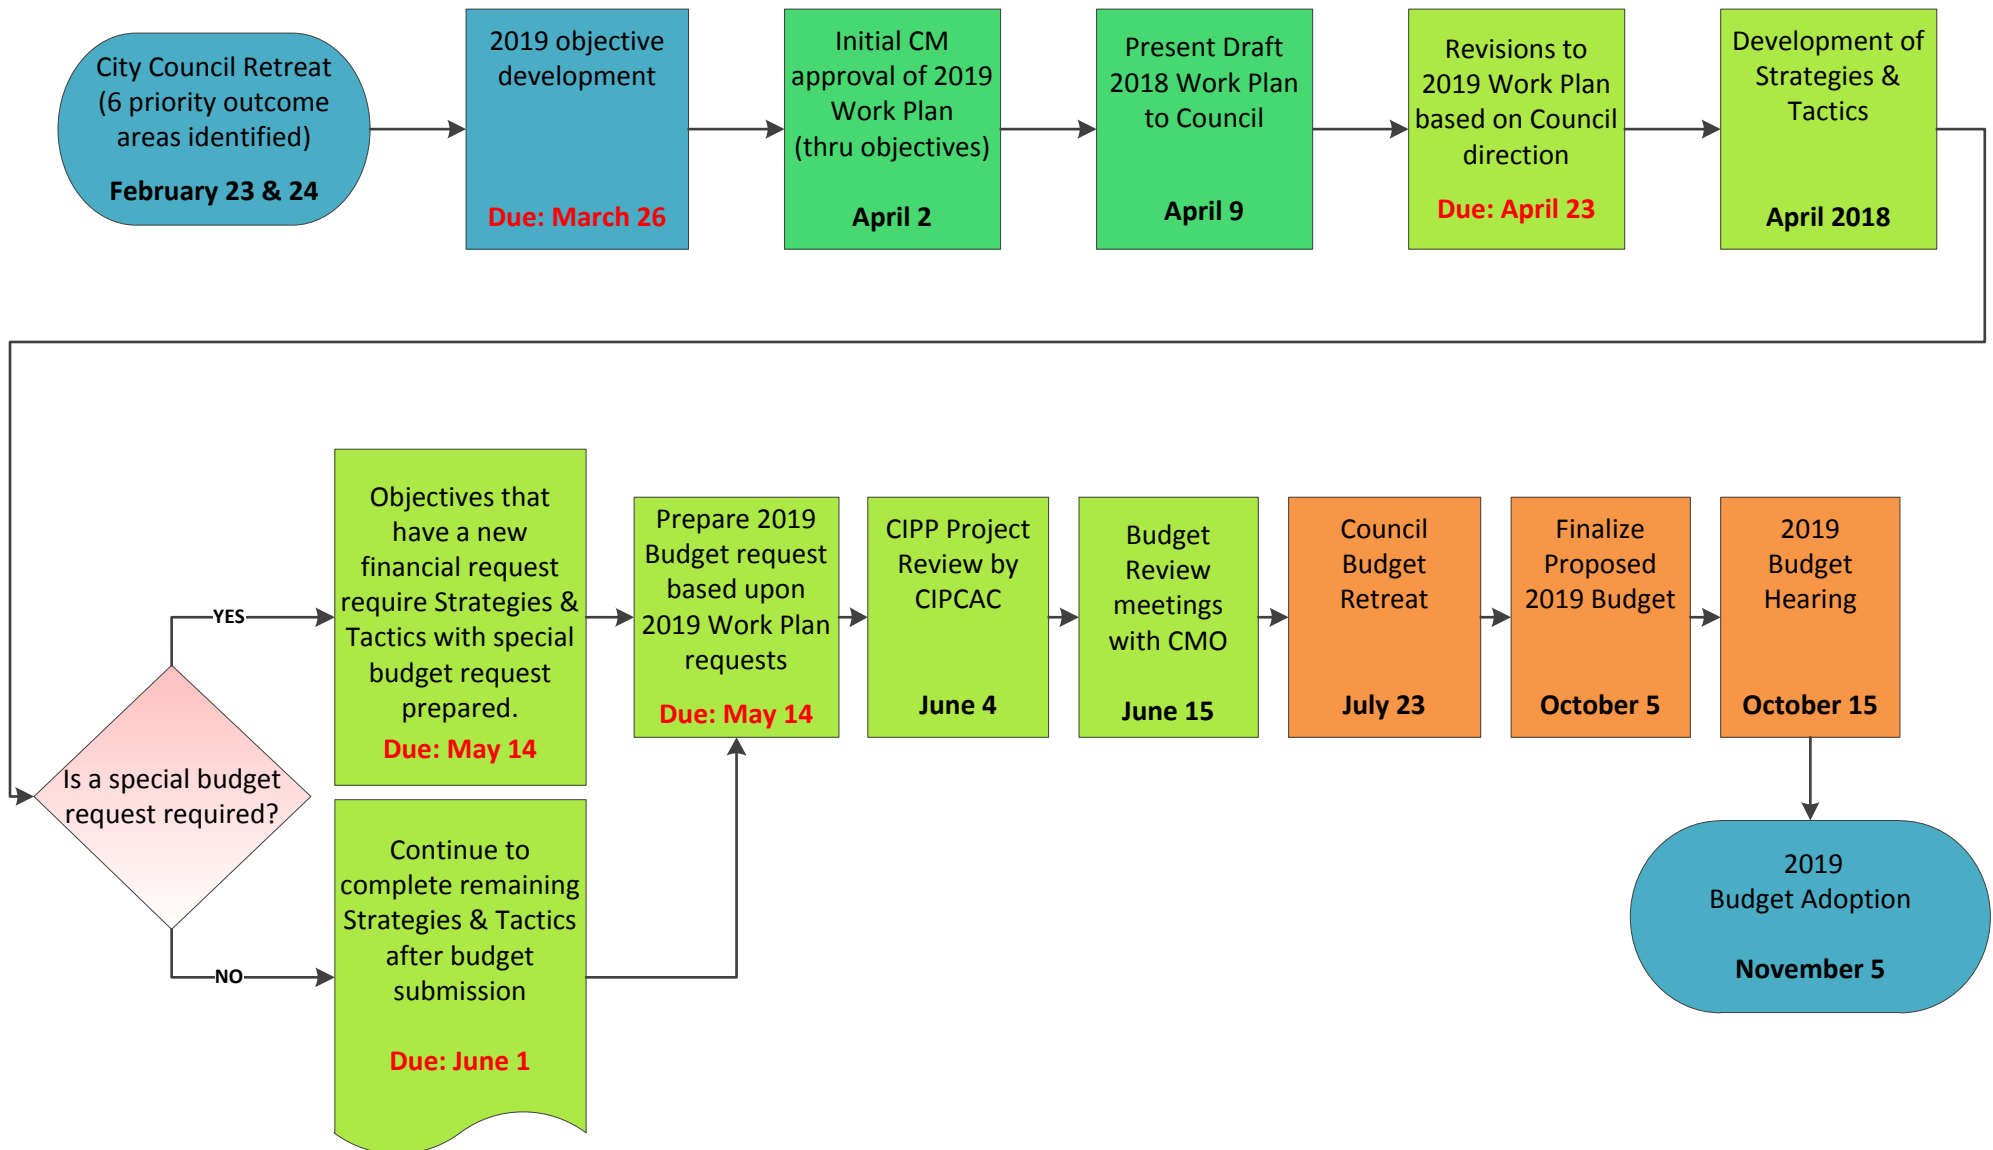 City Council Retreat
(6 priority outcome
areas identified)
February 23 & 24
2019 objective
development
Due: March 26
Initial CM
approval of 2019
Work Plan
(thru objectives)
April 2
Present Draft
2018 Work Plan
to Council
April 9
Revisions to
2019 Work Plan
based on Council
direction
Due: April 23
Development of
Strategies &
Tactics
April 2018
Is a special budget
request required?
YES
Objectives that
have a new
financial request
require Strategies &
Tactics with special
budget request
prepared.
Due: May 14
NO
Continue to
complete remaining
Strategies & Tactics
after budget
submission
Due: June 1
Prepare 2019
Budget request
based upon
2019 Work Plan
requests
Due: May 14
CIPP Project
Review by
CIPCAC
June 4
Budget
Review
meetings
with CMO
June 15
Council
Budget
Retreat
July 23
Finalize
Proposed
2019 Budget
October 5
2019
Budget
Hearing
October 15
2019
Budget Adoption
November 5